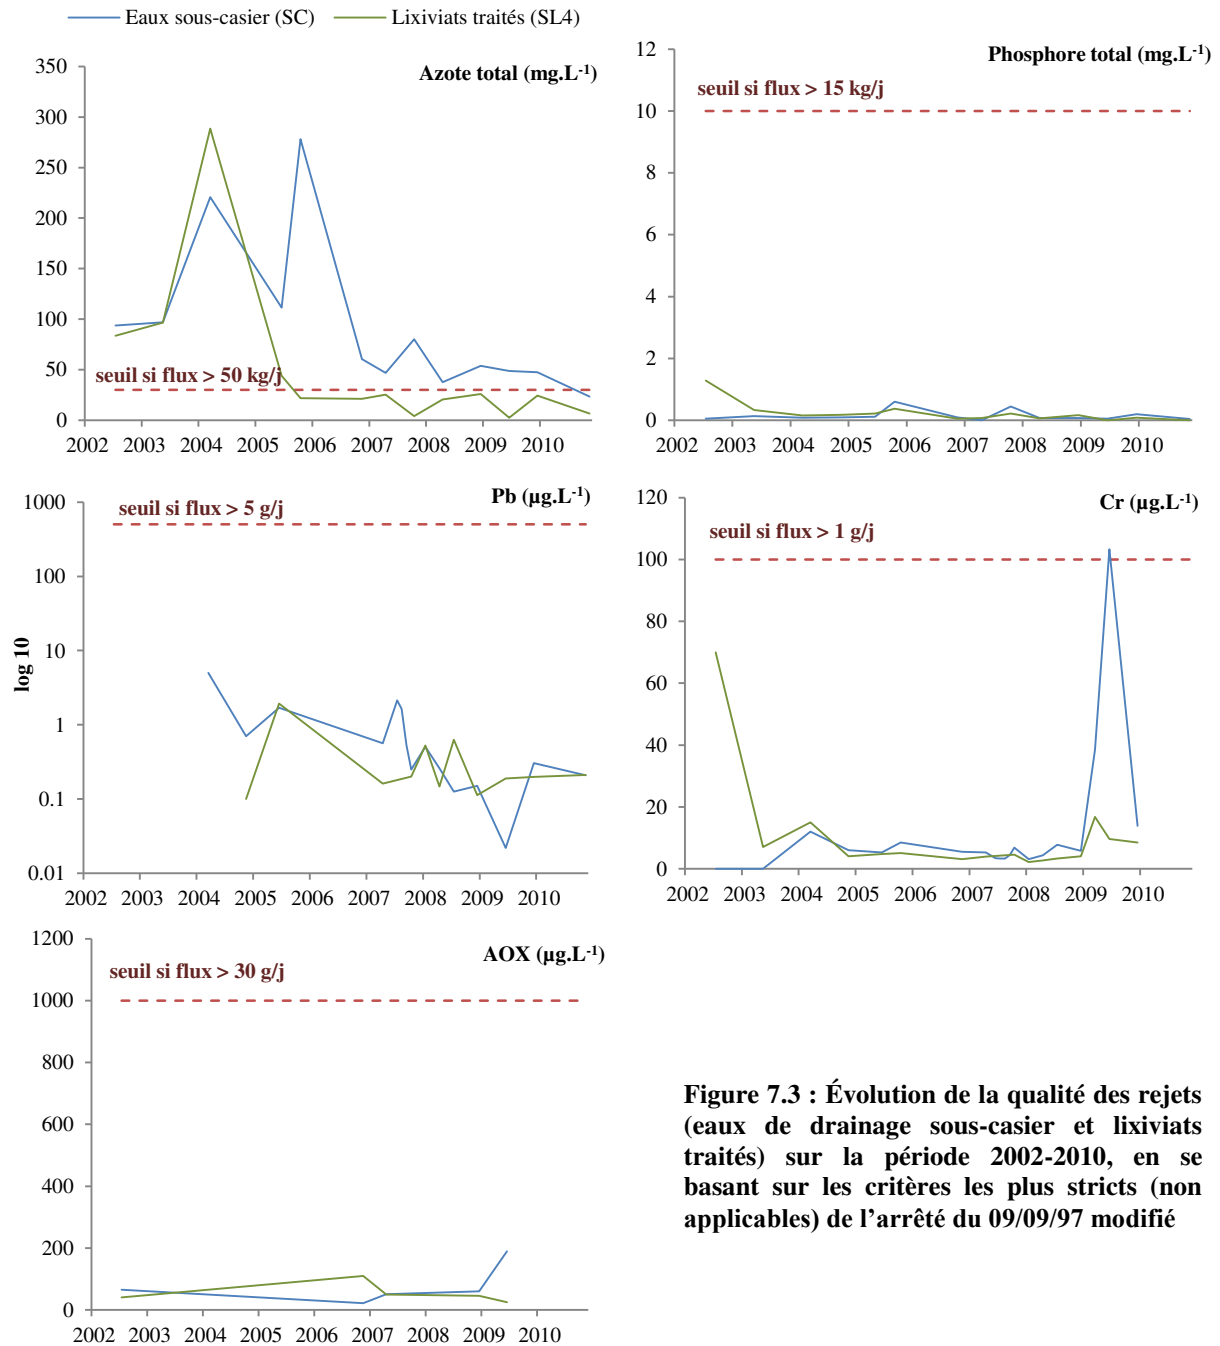 Eaux sous-casier (SC)
Lixiviats traités (SL4)
Azote total (mg.L-1)
350
300
250
200
150
100
50
0
seuil si flux > 50 kg/j
2002 2003 2004 2005 2006 2007 2008 2009 2010
Phosphore total (mg.L-1)
12
10
8
6
4
2
0
seuil si flux > 15 kg/j
2002 2003 2004 2005 2006 2007 2008 2009 2010
Pb (µg.L-1)
log 10
1000
100
10
1
0.1
0.01
seuil si flux > 5 g/j
2002 2003 2004 2005 2006 2007 2008 2009 2010
Cr (µg.L-1)
120
100
80
60
40
20
0
seuil si flux > 1 g/j
2002 2003 2004 2005 2006 2007 2008 2009 2010
AOX (µg.L-1)
1200
1000
800
600
400
200
0
seuil si flux > 30 g/j
2002 2003 2004 2005 2006 2007 2008 2009 2010
Figure 7.3 : Évolution de la qualité des rejets
(eaux de drainage sous-casier et lixiviats
traités) sur la période 2002-2010, en se
basant sur les critères les plus stricts (non
applicables) de l'arrêté du 09/09/97 modifié